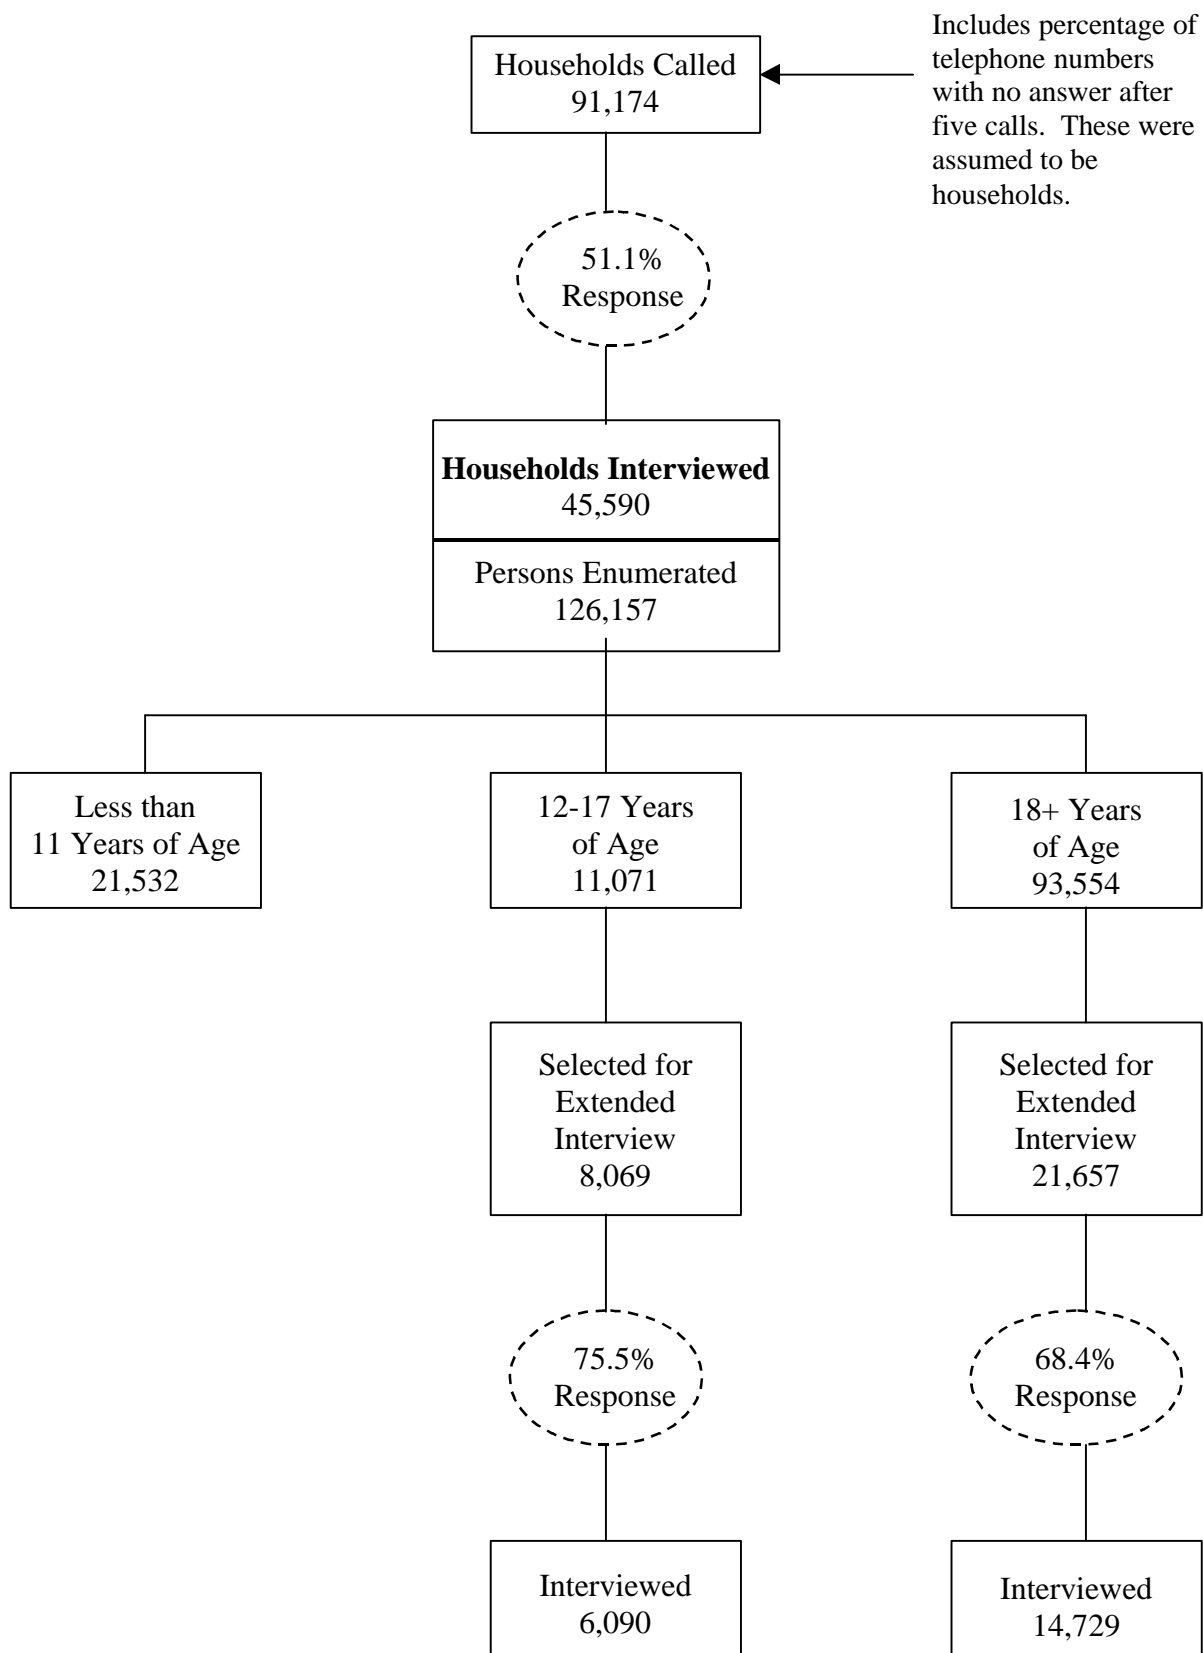 Households Called
91,174
Includes percentage of
telephone numbers
with no answer after
five calls.  These were
assumed to be
households.
51.1%
Response
Households Interviewed
45,590
Persons Enumerated
126,157
Less than
11 Years of Age
21,532
12-17 Years
of Age
11,071
18+ Years
of Age
93,554
Selected for
Extended
Interview
8,069
Selected for
Extended
Interview
21,657
75.5%
Response
68.4%
Response
Interviewed
6,090
Interviewed
14,729